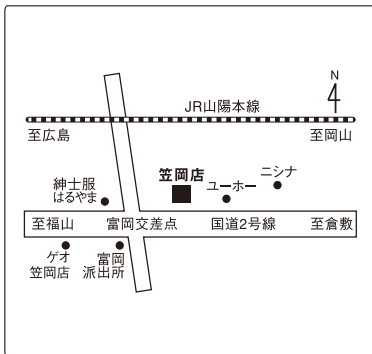 N
JR山陽本線
至広島
至岡山
笠岡店
ニシナ
紳士服
はるやま
ユーホー
至福山
富岡交差点
国道2号線
至倉敷
ゲオ
笠岡店
富岡
派出所